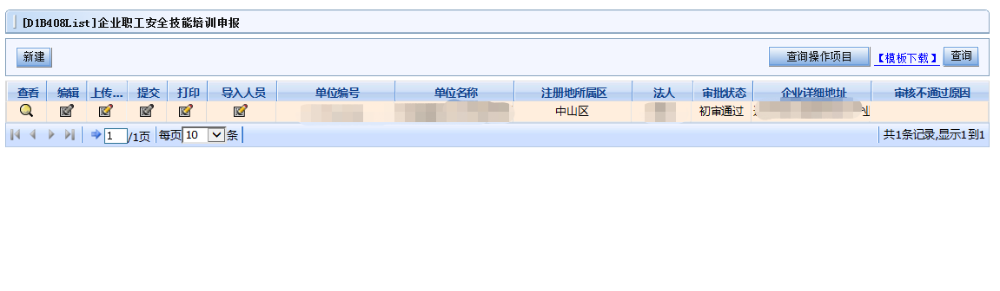 [D1B408List]企业职工安全技能培训申报
新建 查询操作项目 【模板下载】 查询
查看 编辑 上传... 提交 打印 导入人员 单位编号 单位名称 注册地所属区 法人 审批状态 企业详细地址 审核不通过原因
中山区 初审通过
1 /1页 每页 10 条 共1条记录,显示1到1